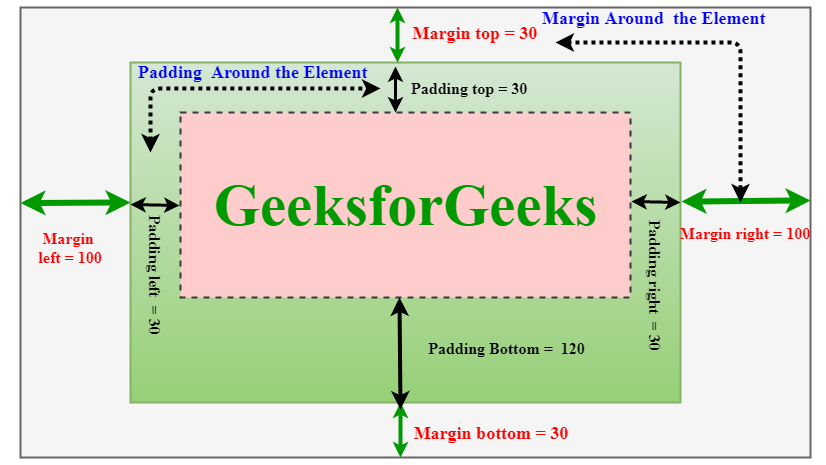 Margin Around the Element
Margin top = 30
Padding Around the Element
Padding top = 30
GeeksforGeeks
Margin
left = 100
Padding left = 30
Padding right = 30
Margin right = 100
Padding Bottom = 120
Margin bottom = 30